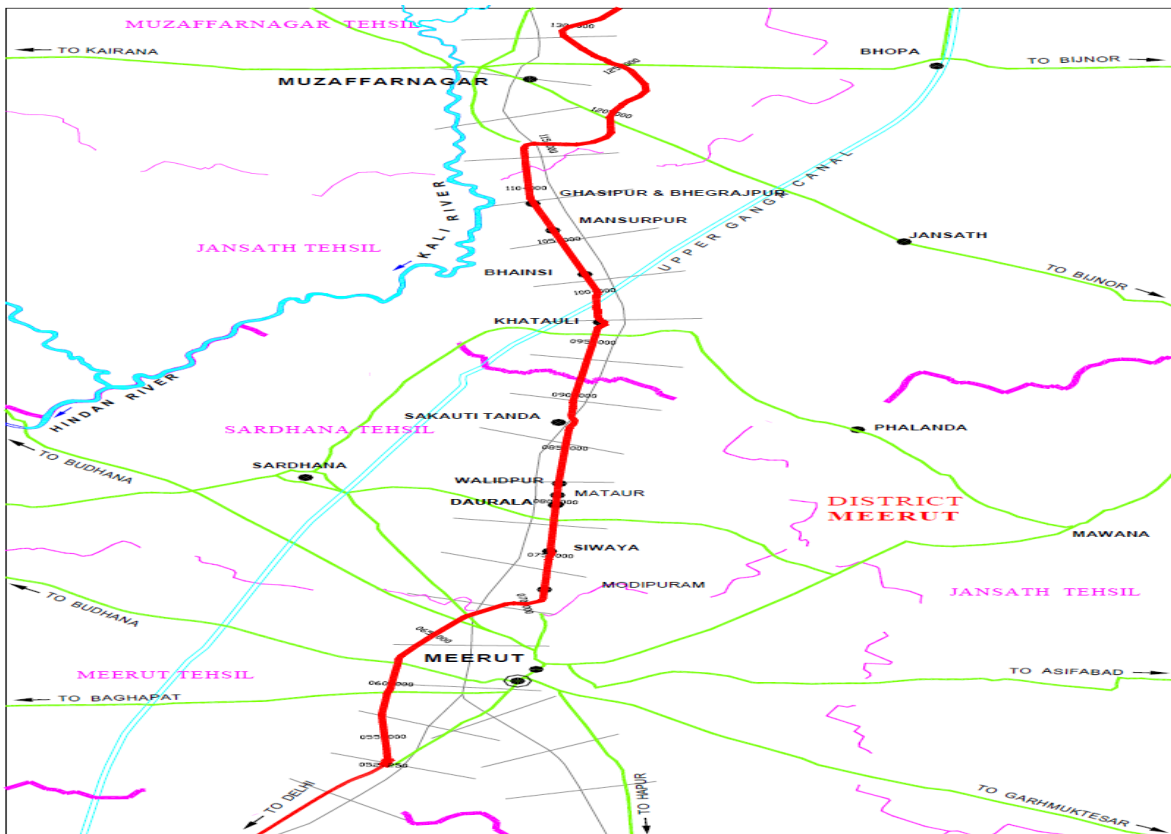 MUZAFFARNAGAR TEHSIL
TO KAIRANA
BHOPA
TO BIJNOR
MUZAFFARNAGAR
GHASIPUR & BHEGRAJPUR
KALI RIVER
MANSURPUR
UPPER GANGA CANAL
JANSATH
JANSATH TEHSIL
BHAINSI
TO BIJNOR
KHATAULI
HINDAN RIVER
SAKAUTI TANDA
SARDHANA TEHSIL
PHALANDA
TO BUDHANA
SARDHANA
WALIDPUR
MATAUR
DAURALA
DISTRICT
MEERUT
MAWANA
SIWAYA
MODIPURAM
JANSATH TEHSIL
TO BUDHANA
MEERUT
MEERUT TEHSIL
TO ASIFABAD
TO BAGHAPAT
TO DELHI
TO HAPUR
TO GARHMUKTESAR